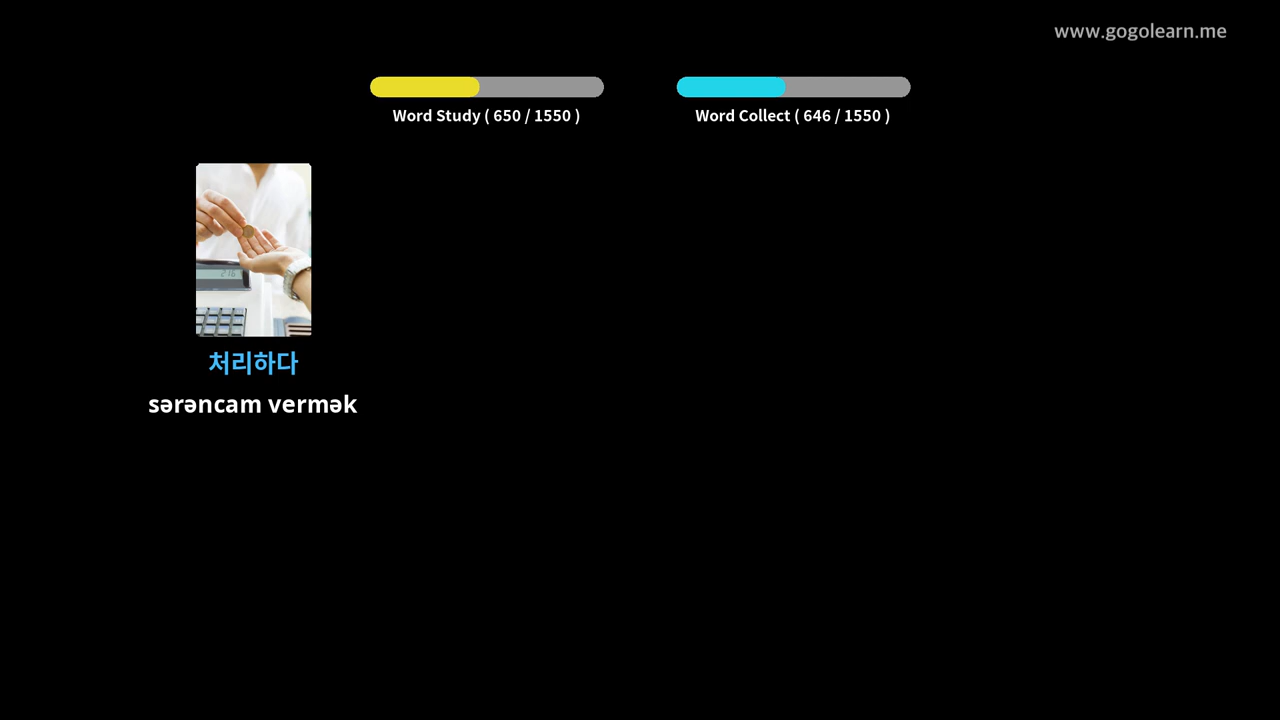 www.gogolearn.me
Word Study ( 650 / 1550 )
Word Collect ( 646 / 1550 )
처리하다
sərəncam vermək